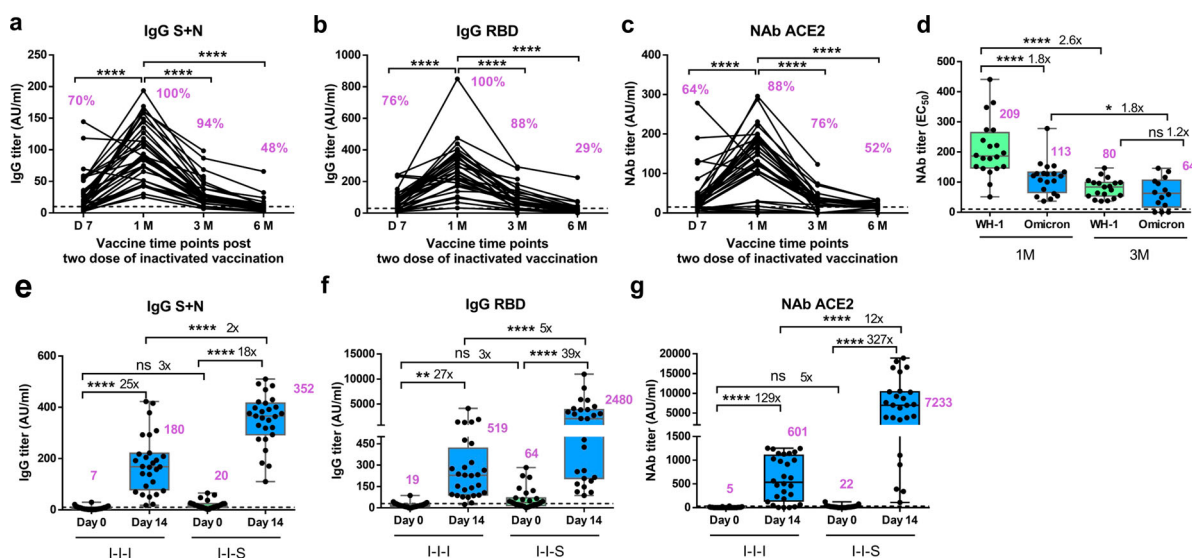 a
IgG S+N
IgG titer (AU/ml)
250
200
150
100
50
0
****
****
****
70%
100%
94%
48%
D 7
1 M
3 M
6 M
Vaccine time points post
two dose of inactivated vaccination
b
IgG RBD
IgG titer (AU/ml)
1000
800
600
400
200
0
****
****
****
76%
100%
88%
29%
D 7
1 M
3 M
6 M
Vaccine time points post
two dose of inactivated vaccination
c
NAb ACE2
NAb titer (AU/ml)
400
300
200
100
0
****
****
****
64%
88%
76%
52%
D 7
1 M
3 M
6 M
Vaccine time points post
two dose of inactivated vaccination
d
NAb titer (EC50)
500
400
300
200
100
0
**** 2.6x
**** 1.8x
* 1.8x
ns 1.2x
209
113
80
64
WH-1
Omicron
WH-1
Omicron
1M
3M
e
IgG S+N
IgG titer (AU/ml)
600
400
200
0
**** 2x
ns 3x
**** 18x
**** 25x
7
180
20
352
Day 0
Day 14
Day 0
Day 14
I-I-I
I-I-S
f
IgG RBD
IgG titer (AU/ml)
15000
10000
5000
600
450
300
150
0
**** 5x
ns 3x
**** 39x
** 27x
19
519
64
2480
Day 0
Day 14
Day 0
Day 14
I-I-I
I-I-S
g
NAb ACE2
NAb titer (AU/ml)
20000
15000
10000
5000
1500
1000
500
0
**** 12x
**** 327x
ns 5x
**** 129x
5
601
22
7233
Day 0
Day 14
Day 0
Day 14
I-I-I
I-I-S